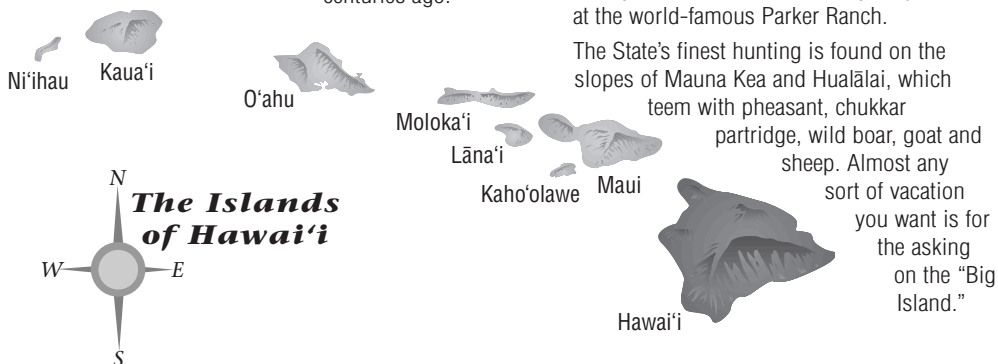 centuries ago.
at the world-famous Parker Ranch.
The State’s finest hunting is found on the
slopes of Mauna Kea and Hualālai, which
teem with pheasant, chukkar
partridge, wild boar, goat and
sheep. Almost any
sort of vacation
you want is for
the asking
on the “Big
Island.”
Ni‘ihau
Kaua‘i
O‘ahu
Moloka‘i
Lāna‘i
Kaho‘olawe
Maui
Hawai‘i
The Islands
of Hawai‘i
N
W
E
S